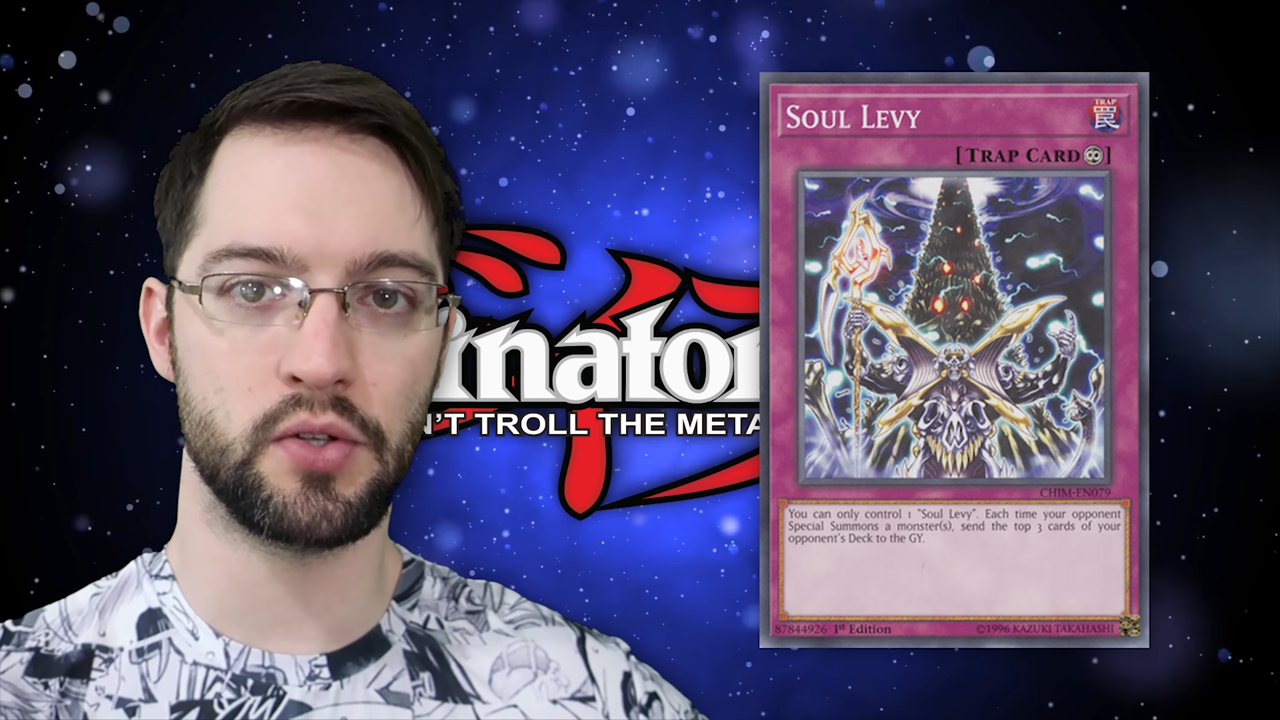 inator
N'T TROLL THE META
SOUL LEVY
TRAP
罠
[TRAP CARD]
CHIM-EN079
You can only control 1 "Soul Levy". Each time your opponent
Special Summons a monster(s), send the top 3 cards of your
opponent's Deck to the GY.
87844926 1st Edition
©1996 KAZUKI TAKAHASHI